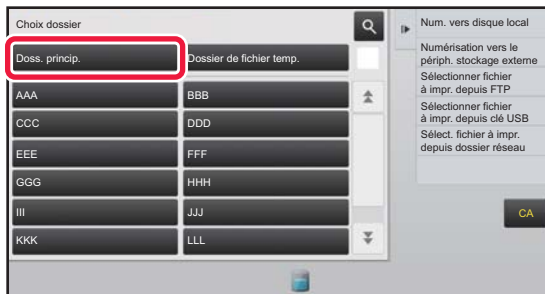 Choix dossier
Doss. princip.
Dossier de fichier temp.
AAA
BBB
CCC
DDD
EEE
FFF
GGG
HHH
III
JJJ
KKK
LLL
Num. vers disque local
Numérisation vers le
périph. stockage externe
Sélectionner fichier
à impr. depuis FTP
Sélectionner fichier
à impr. depuis clé USB
Sélect. fichier à impr.
depuis dossier réseau
CA